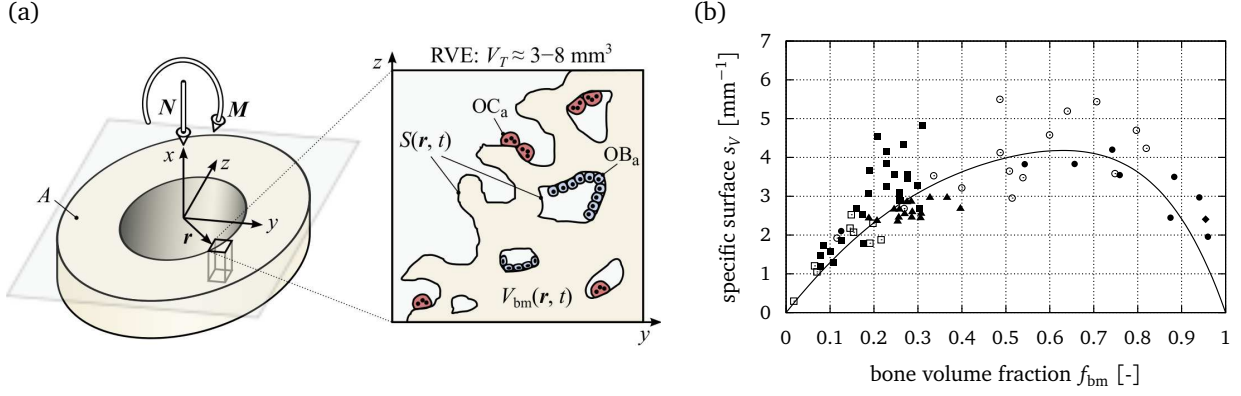 (a)
N
M
x
z
A
r
y
RVE: V_T ≈ 3–8 mm³
z
OC_a
S(r, t)
OB_a
V_bm(r, t)
y
(b)
specific surface s_V [mm⁻¹]
7
6
5
4
3
2
1
0
0 0.1 0.2 0.3 0.4 0.5 0.6 0.7 0.8 0.9 1
bone volume fraction f_bm [-]